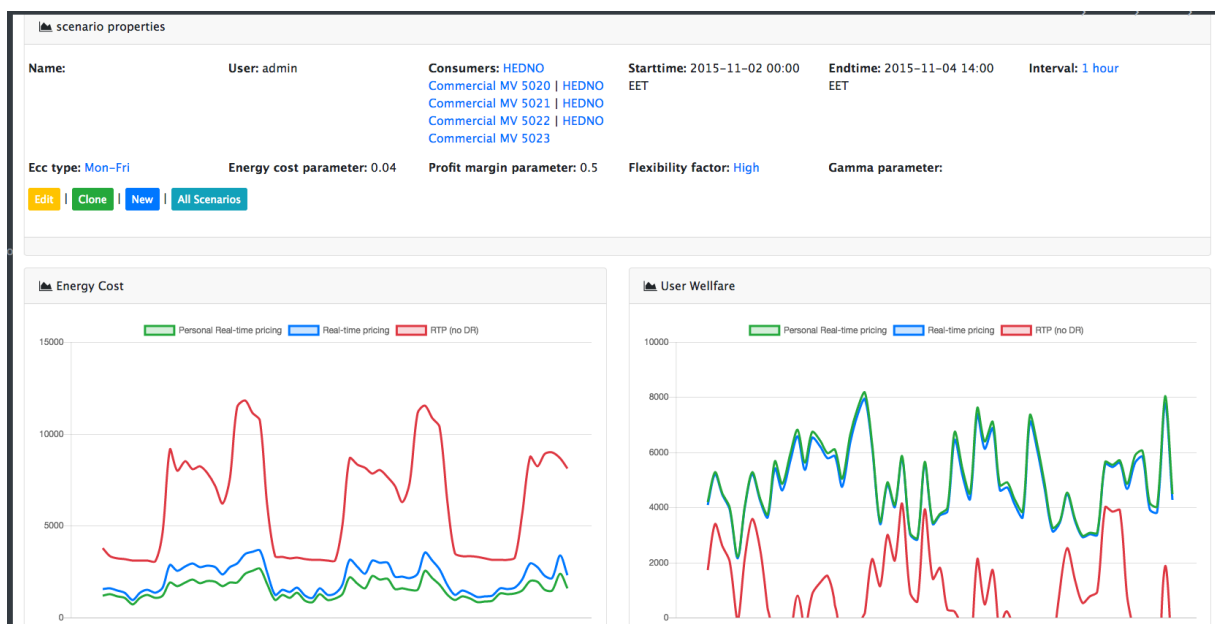 scenario properties
Name: User: admin Consumers: HEDNO Starttime: 2015-11-02 00:00 Endtime: 2015-11-04 14:00 Interval: 1 hour
Commercial MV 5020 | HEDNO EET EET
Commercial MV 5021 | HEDNO
Commercial MV 5022 | HEDNO
Commercial MV 5023
Ecc type: Mon-Fri Energy cost parameter: 0.04 Profit margin parameter: 0.5 Flexibility factor: High Gamma parameter:
Edit | Clone | New | All Scenarios
Energy Cost
Personal Real-time pricing Real-time pricing RTP (no DR)
15000
10000
5000
0
User Wellfare
Personal Real-time pricing Real-time pricing RTP (no DR)
10000
8000
6000
4000
2000
0